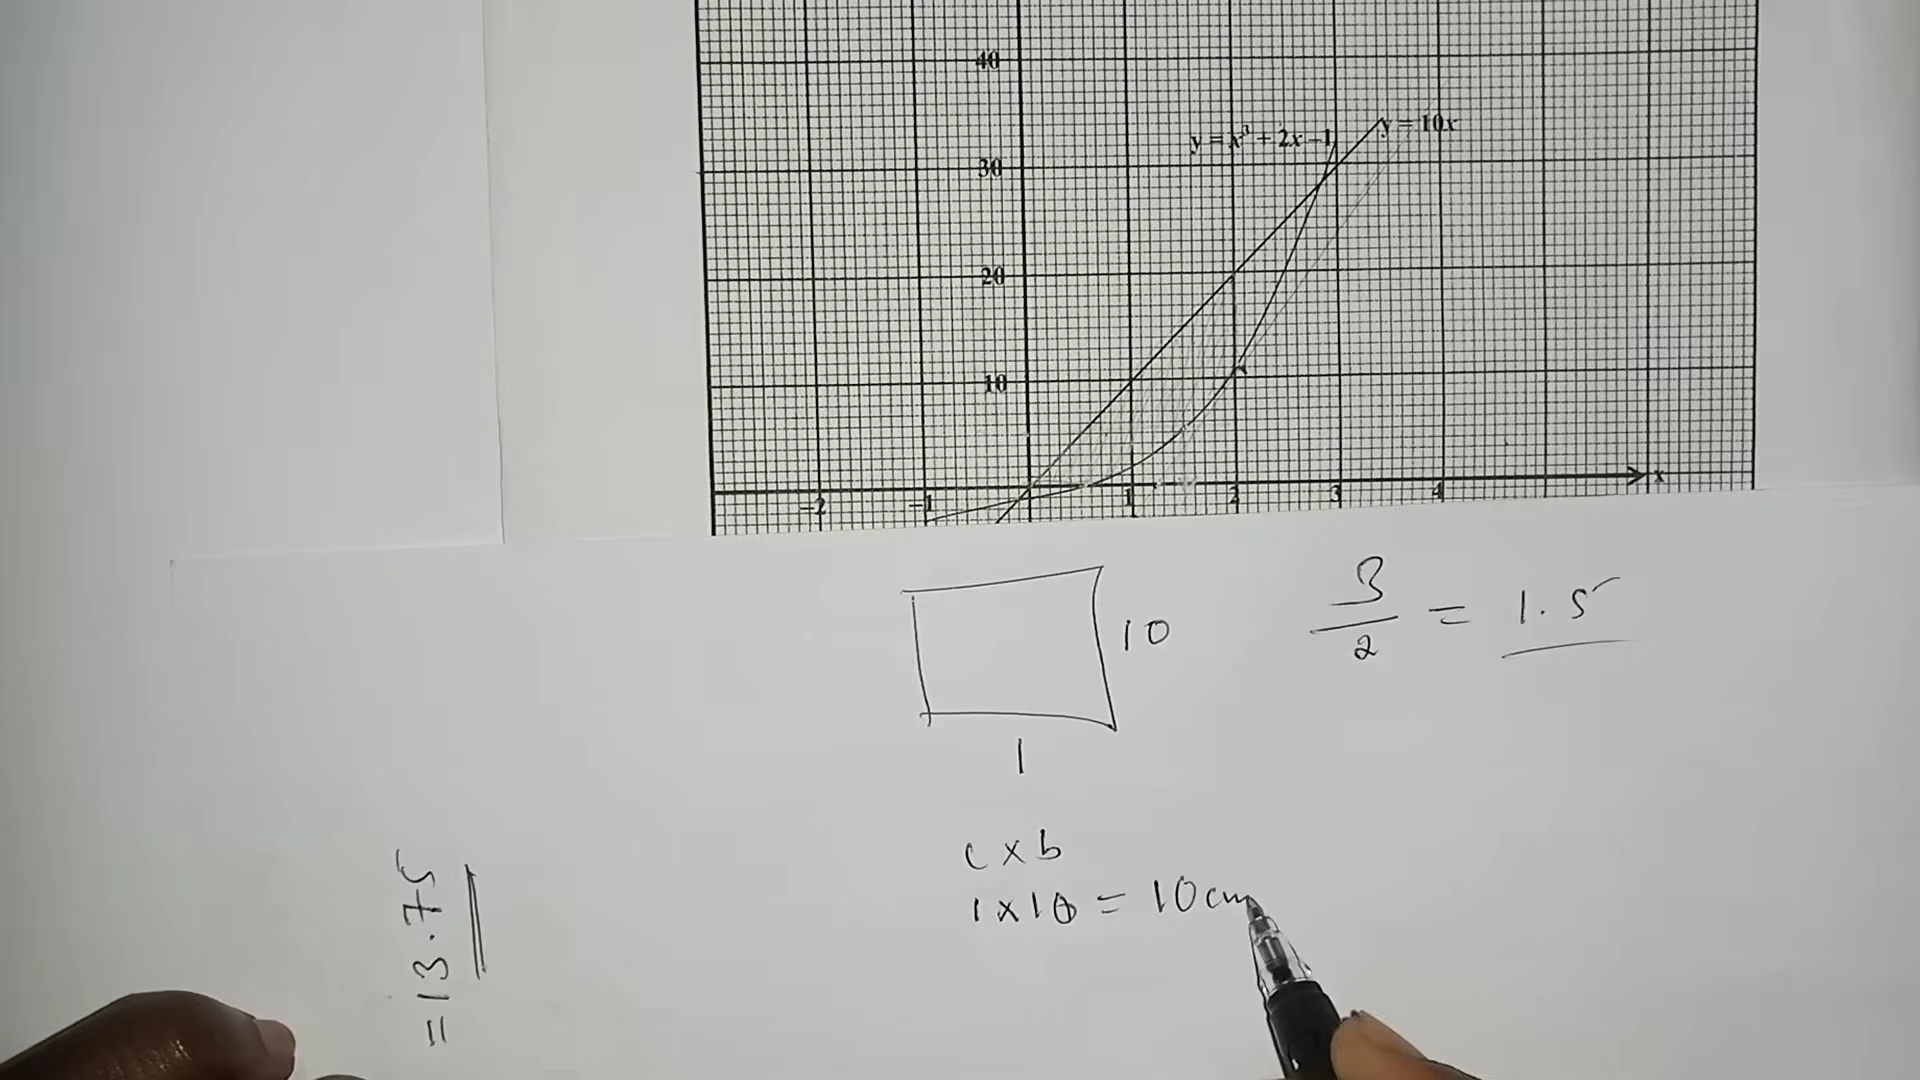 40
y = x³ + 2x – 1
y = 10x
30
20
10
–2 –1 1 2 3 4 x
10
3/2 = 1.5
1
l x b
1 x 10 = 10cm
= 13.75